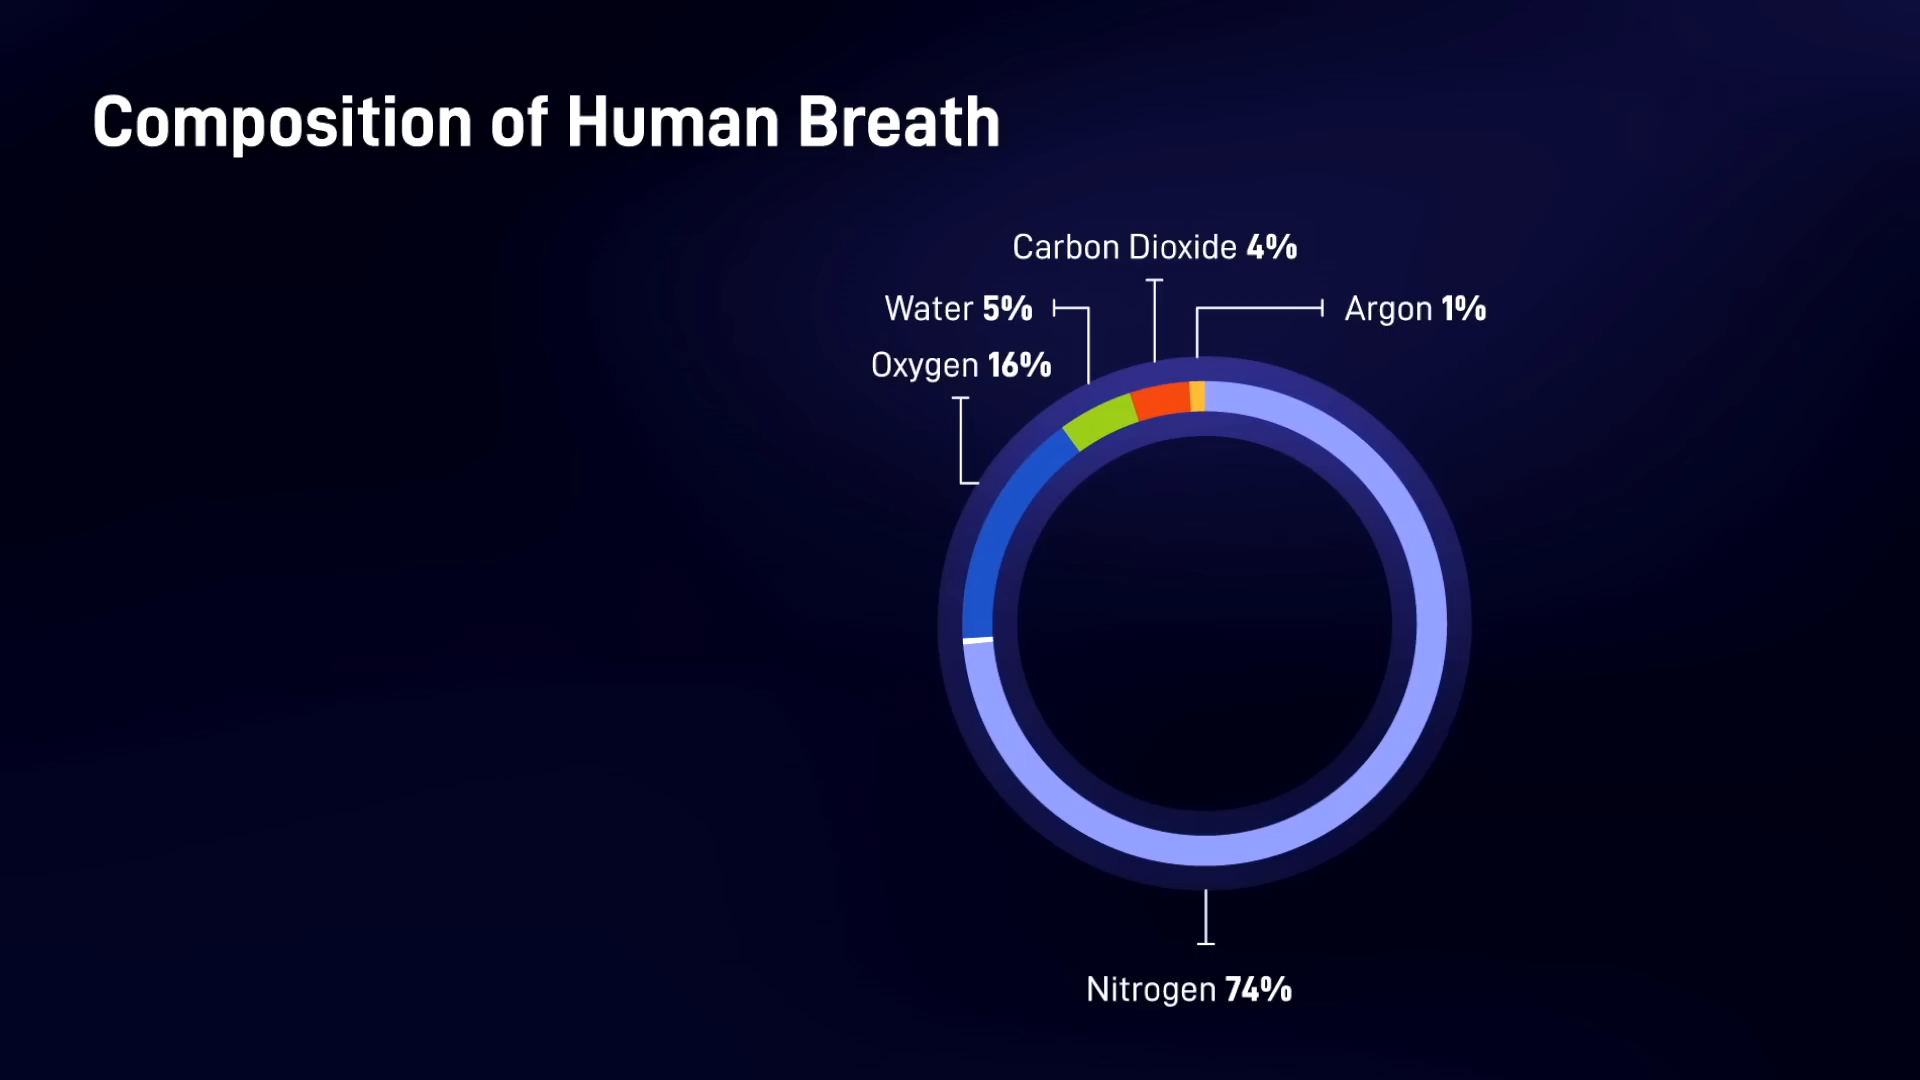 Composition of Human Breath
Carbon Dioxide 4%
Water 5%
Argon 1%
Oxygen 16%
Nitrogen 74%